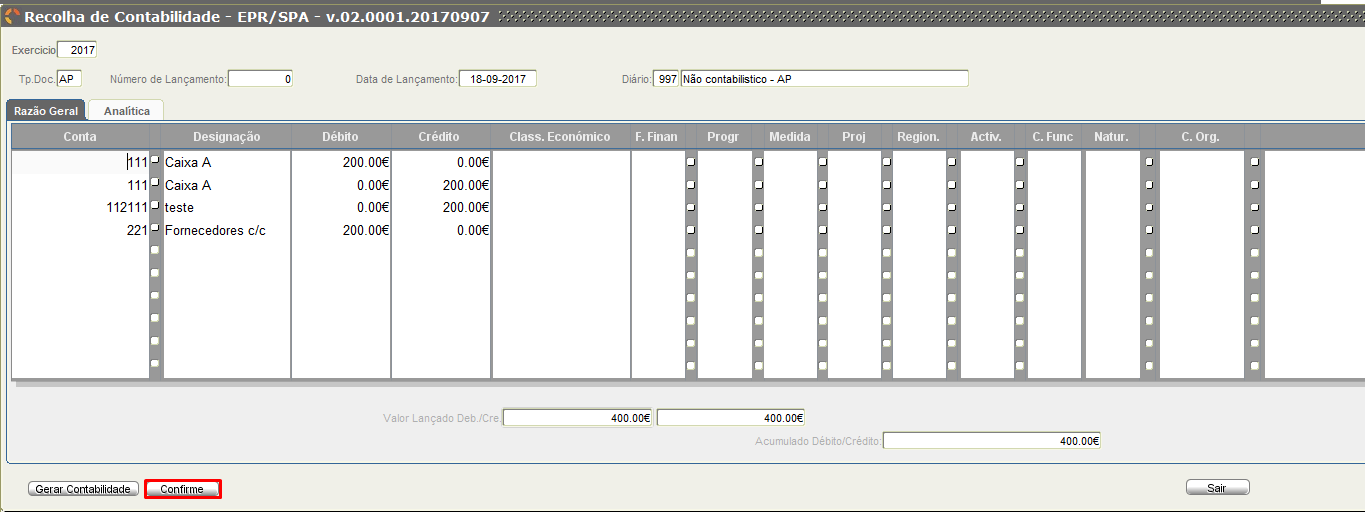 Recolha de Contabilidade - EPR/SPA - v.02.0001.20170907
Exercicio 2017
Tp.Doc. AP Número de Lançamento: 0 Data de Lançamento: 18-09-2017 Diário: 997 Não contabilistico - AP
Razão Geral Analítica
Conta Designação Débito Crédito Class. Económico F. Finan Progr Medida Proj Region. Activ. C. Func Natur. C. Org.
111 Caixa A 200.00€ 0.00€
111 Caixa A 0.00€ 200.00€
112111 teste 0.00€ 200.00€
221 Fornecedores c/c 200.00€ 0.00€
Valor Lançado Deb./Cre. 400.00€ 400.00€
Acumulado Débito/Crédito: 400.00€
Gerar Contabilidade Confirme Sair